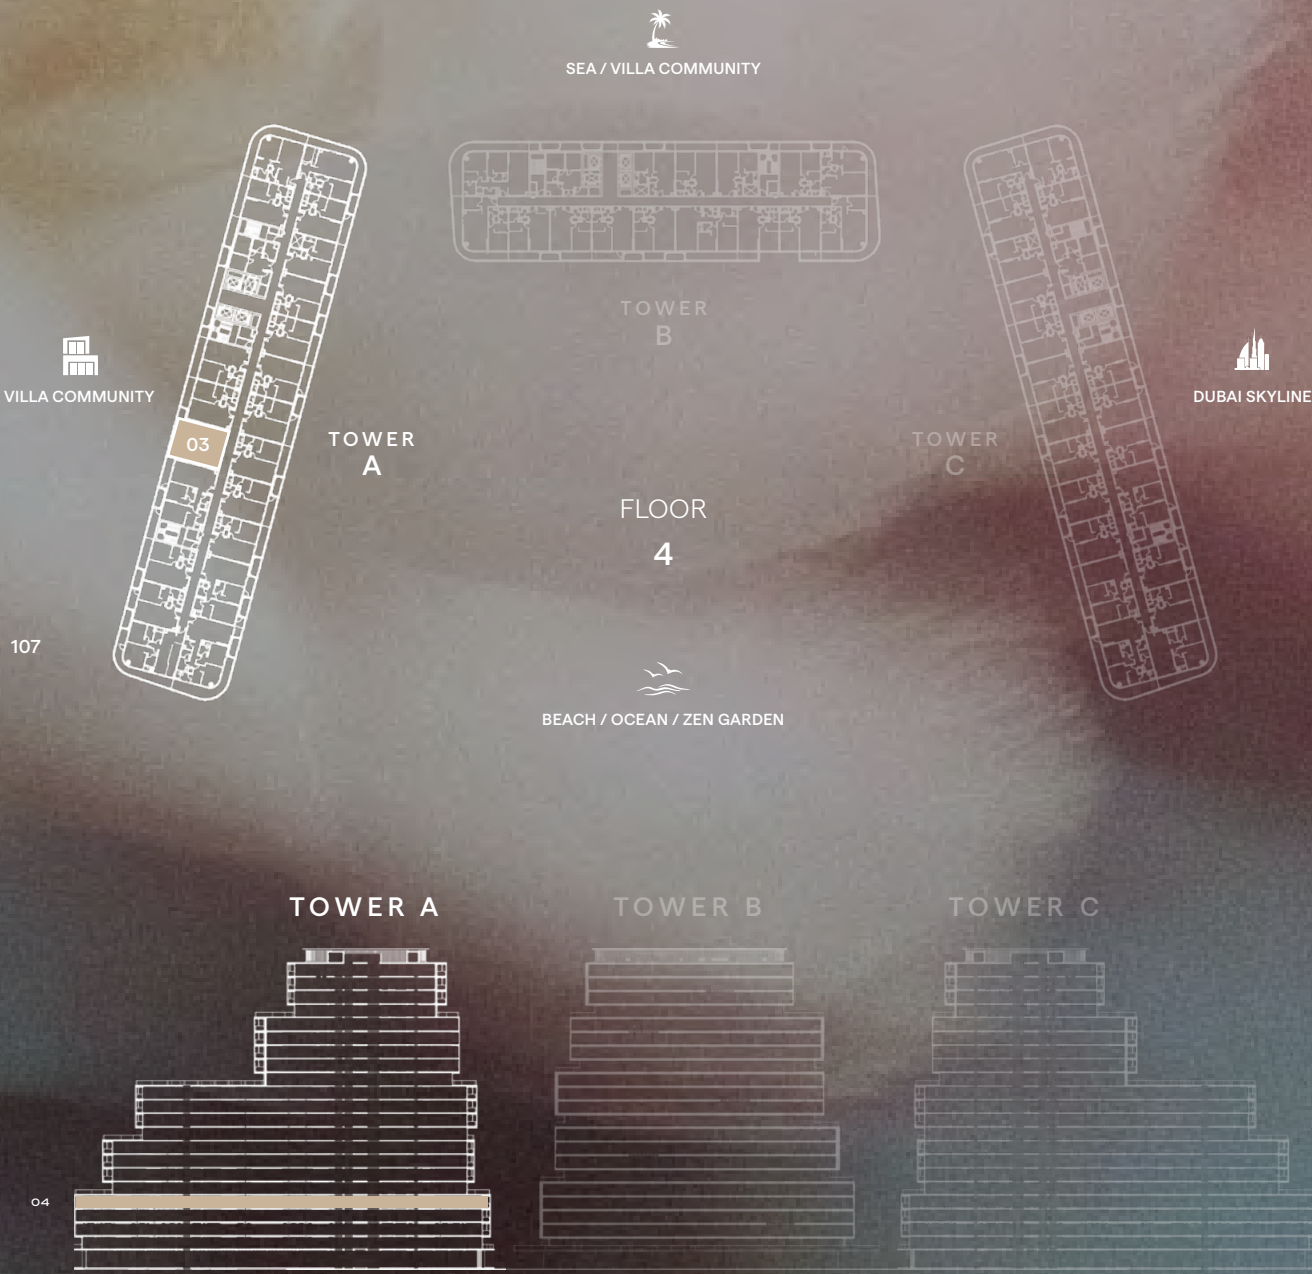 SEA / VILLA COMMUNITY
TOWER
B
VILLA COMMUNITY
DUBAI SKYLINE
03
TOWER
A
TOWER
C
FLOOR
4
107
BEACH / OCEAN / ZEN GARDEN
TOWER A
TOWER B
TOWER C
04